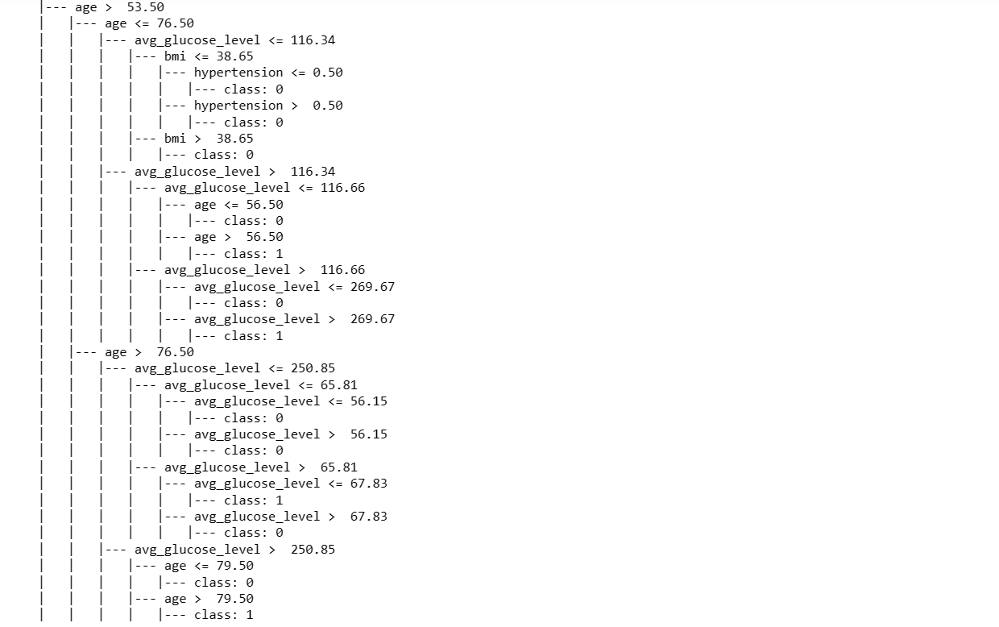 |--- age >  53.50
|   |--- age <= 76.50
|   |   |--- avg_glucose_level <= 116.34
|   |   |   |--- bmi <= 38.65
|   |   |   |   |--- hypertension <= 0.50
|   |   |   |   |   |--- class: 0
|   |   |   |   |--- hypertension >  0.50
|   |   |   |   |   |--- class: 0
|   |   |   |--- bmi >  38.65
|   |   |   |   |--- class: 0
|   |   |--- avg_glucose_level >  116.34
|   |   |   |--- avg_glucose_level <= 116.66
|   |   |   |   |--- age <= 56.50
|   |   |   |   |   |--- class: 0
|   |   |   |   |--- age >  56.50
|   |   |   |   |   |--- class: 1
|   |   |   |--- avg_glucose_level >  116.66
|   |   |   |   |--- avg_glucose_level <= 269.67
|   |   |   |   |   |--- class: 0
|   |   |   |   |--- avg_glucose_level >  269.67
|   |   |   |   |   |--- class: 1
|   |--- age >  76.50
|   |   |--- avg_glucose_level <= 250.85
|   |   |   |--- avg_glucose_level <= 65.81
|   |   |   |   |--- avg_glucose_level <= 56.15
|   |   |   |   |   |--- class: 0
|   |   |   |   |--- avg_glucose_level >  56.15
|   |   |   |   |   |--- class: 0
|   |   |   |--- avg_glucose_level >  65.81
|   |   |   |   |--- avg_glucose_level <= 67.83
|   |   |   |   |   |--- class: 1
|   |   |   |   |--- avg_glucose_level >  67.83
|   |   |   |   |   |--- class: 0
|   |   |--- avg_glucose_level >  250.85
|   |   |   |--- age <= 79.50
|   |   |   |   |--- class: 0
|   |   |   |--- age >  79.50
|   |   |   |   |--- class: 1